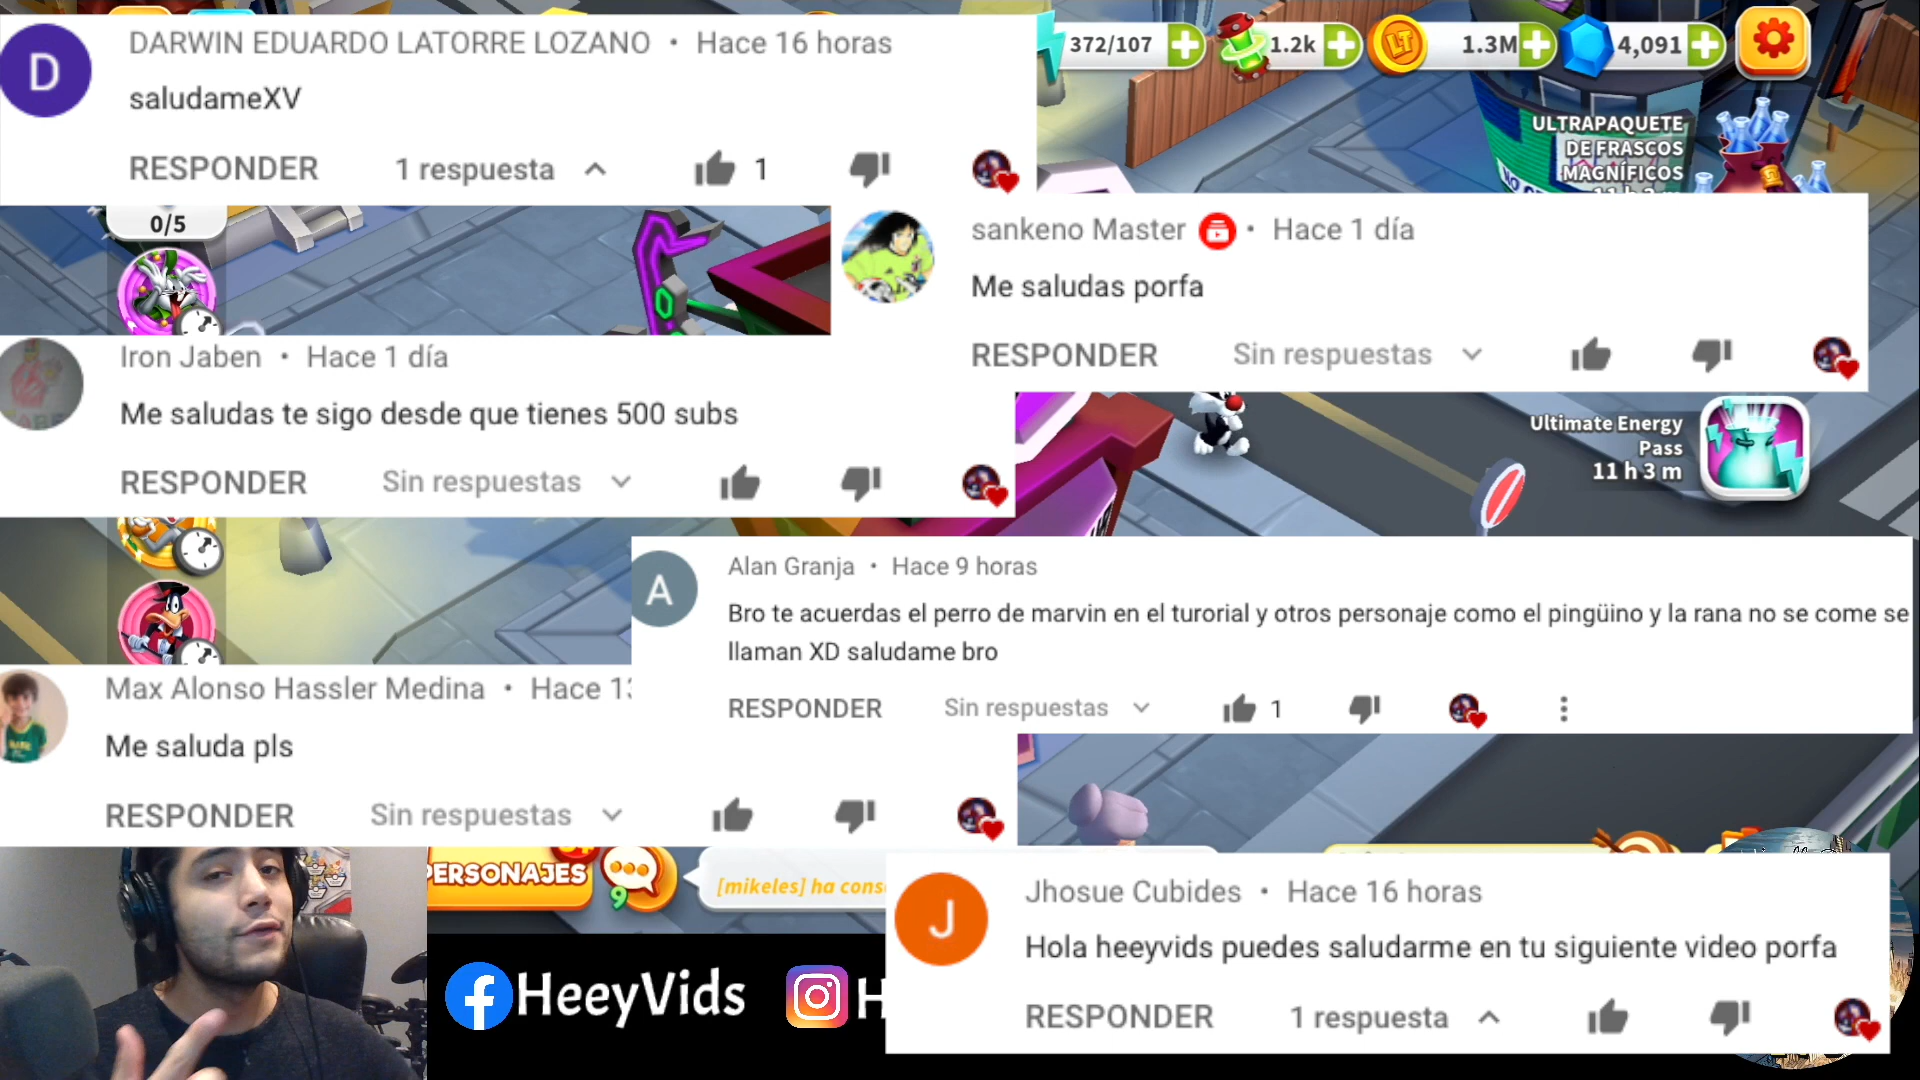 DARWIN EDUARDO LATORRE LOZANO • Hace 16 horas
saludameXV
RESPONDER 1 respuesta 1
372/107 1.2k 1.3M 4,091
ULTRAPAQUETE
DE FRASCOS
MAGNÍFICOS
0/5
sankeno Master • Hace 1 día
Me saludas porfa
RESPONDER Sin respuestas
Iron Jaben • Hace 1 día
Me saludas te sigo desde que tienes 500 subs
RESPONDER Sin respuestas
Ultimate Energy
Pass
11 h 3 m
Alan Granja • Hace 9 horas
Bro te acuerdas el perro de marvin en el turorial y otros personaje como el pingüino y la rana no se come se
llaman XD saludame bro
RESPONDER Sin respuestas 1
Max Alonso Hassler Medina • Hace 13
Me saluda pls
RESPONDER Sin respuestas
PERSONAJES
9
[mikeles] ha cons
Jhosue Cubides • Hace 16 horas
Hola heeyvids puedes saludarme en tu siguiente video porfa
RESPONDER 1 respuesta
HeeyVids H